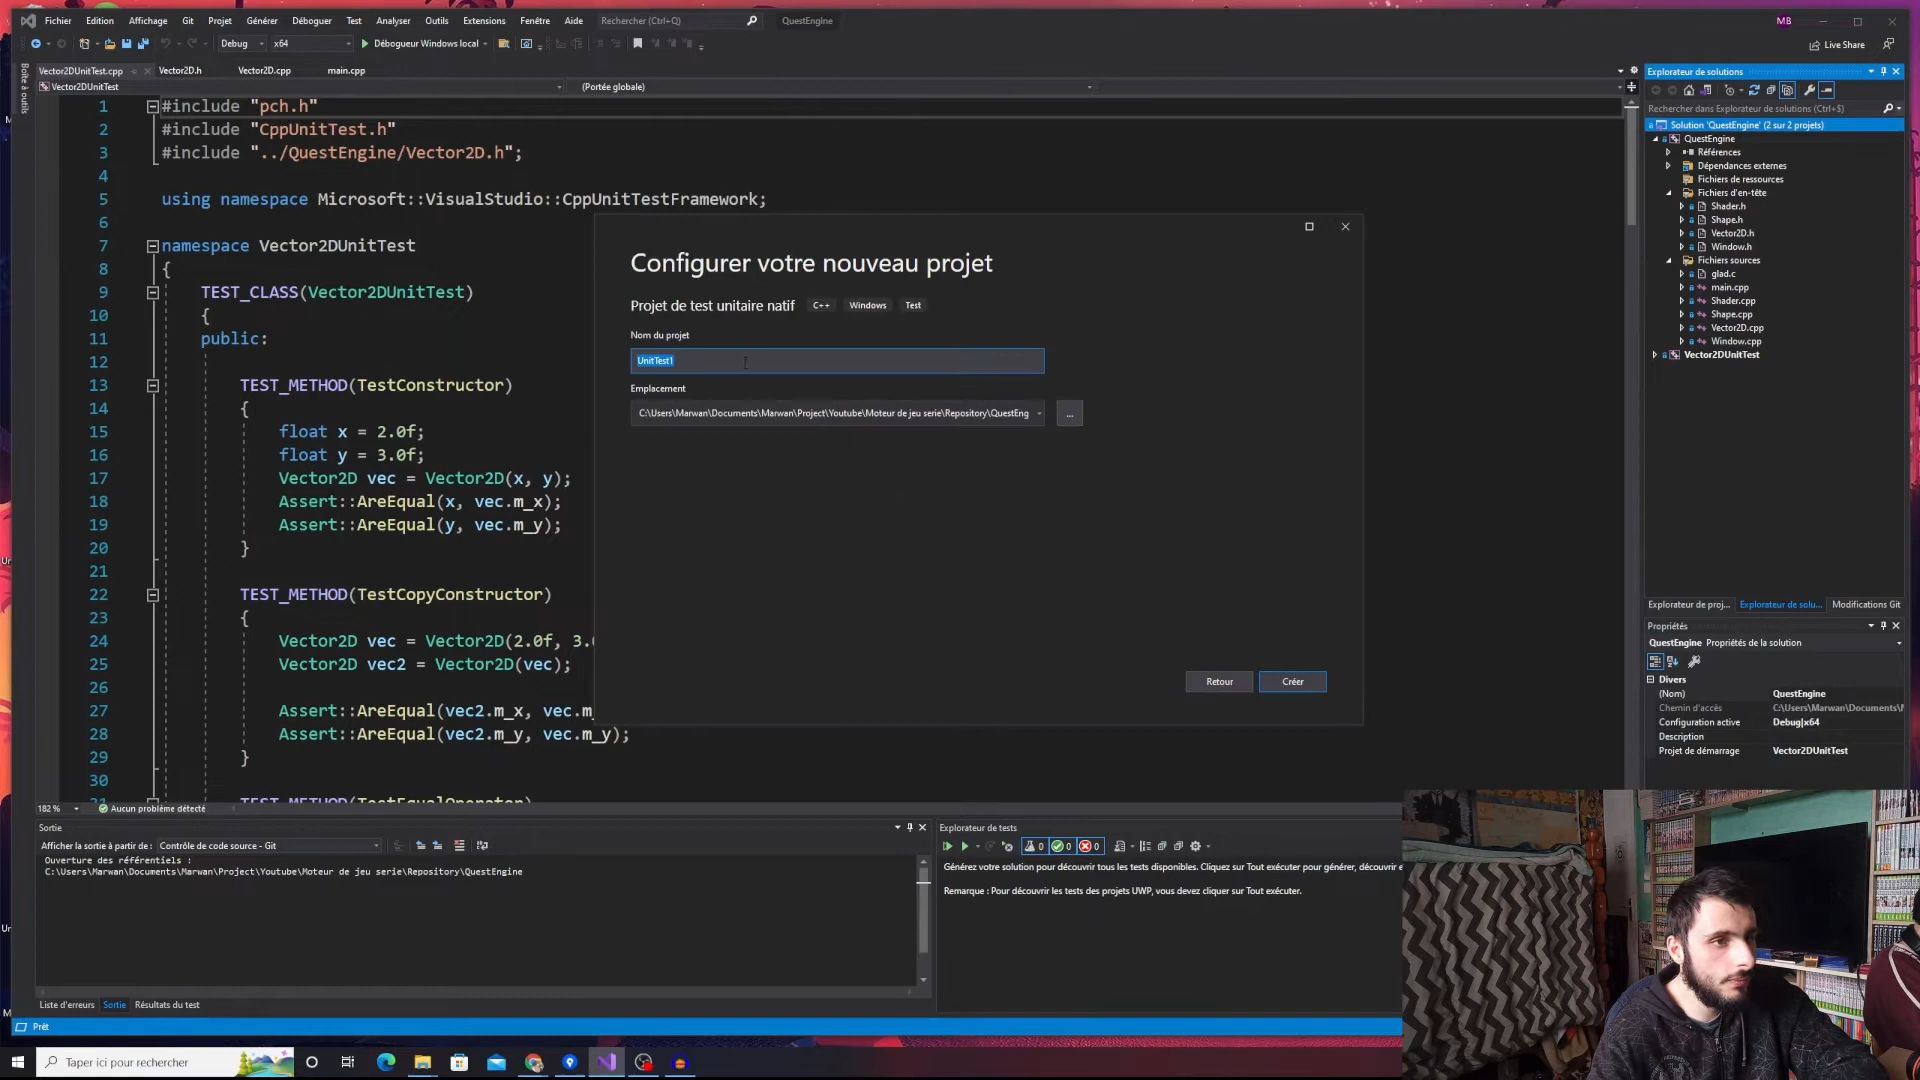 Fichier Edition Affichage Git Projet Générer Déboguer Test Analyser Outils Extensions Fenêtre Aide Rechercher (Ctrl+Q) QuestEngine MB
Debug x64 Débogueur Windows local Live Share
Boîte à outils
Vector2DUnitTest.cpp Vector2D.h Vector2D.cpp main.cpp
Vector2DUnitTest (Portée globale)
1 #include "pch.h"
2 #include "CppUnitTest.h"
3 #include "../QuestEngine/Vector2D.h";
4
5 using namespace Microsoft::VisualStudio::CppUnitTestFramework;
6
7 namespace Vector2DUnitTest
8 {
9 TEST_CLASS(Vector2DUnitTest)
10 {
11 public:
12
13 TEST_METHOD(TestConstructor)
14 {
15 float x = 2.0f;
16 float y = 3.0f;
17 Vector2D vec = Vector2D(x, y);
18 Assert::AreEqual(x, vec.m_x);
19 Assert::AreEqual(y, vec.m_y);
20 }
21
22 TEST_METHOD(TestCopyConstructor)
23 {
24 Vector2D vec = Vector2D(2.0f, 3.
25 Vector2D vec2 = Vector2D(vec);
26
27 Assert::AreEqual(vec2.m_x, vec.m_
28 Assert::AreEqual(vec2.m_y, vec.m_y);
29 }
30
31 TEST_METHOD(TestEqualOperator)
Configurer votre nouveau projet
Projet de test unitaire natif C++ Windows Test
Nom du projet
UnitTest1
Emplacement
C:\Users\Marwan\Documents\Marwan\Project\Youtube\Moteur de jeu serie\Repository\QuestEng
...
Retour Créer
Explorateur de solutions
Rechercher dans Explorateur de solutions (Ctrl+$)
Solution 'QuestEngine' (2 sur 2 projets)
QuestEngine
Références
Dépendances externes
Fichiers de ressources
Fichiers d'en-tête
Shader.h
Shape.h
Vector2D.h
Window.h
Fichiers sources
glad.c
main.cpp
Shader.cpp
Shape.cpp
Vector2D.cpp
Window.cpp
Vector2DUnitTest
Explorateur de proj... Explorateur de solu... Modifications Git
Propriétés
QuestEngine Propriétés de la solution
Divers
(Nom) QuestEngine
Chemin d'accès C:\Users\Marwan\Documents\
Configuration active Debug|x64
Description
Projet de démarrage Vector2DUnitTest
182 % Aucun problème détecté
Sortie
Afficher la sortie à partir de : Contrôle de code source - Git
Ouverture des référentiels :
C:\Users\Marwan\Documents\Marwan\Project\Youtube\Moteur de jeu serie\Repository\QuestEngine
Explorateur de tests
0 0 0
Générez votre solution pour découvrir tous les tests disponibles. Cliquez sur Tout exécuter pour générer, découvrir e
Remarque : Pour découvrir les tests des projets UWP, vous devez cliquer sur Tout exécuter.
Liste d'erreurs Sortie Résultats du test
Prêt
Taper ici pour rechercher